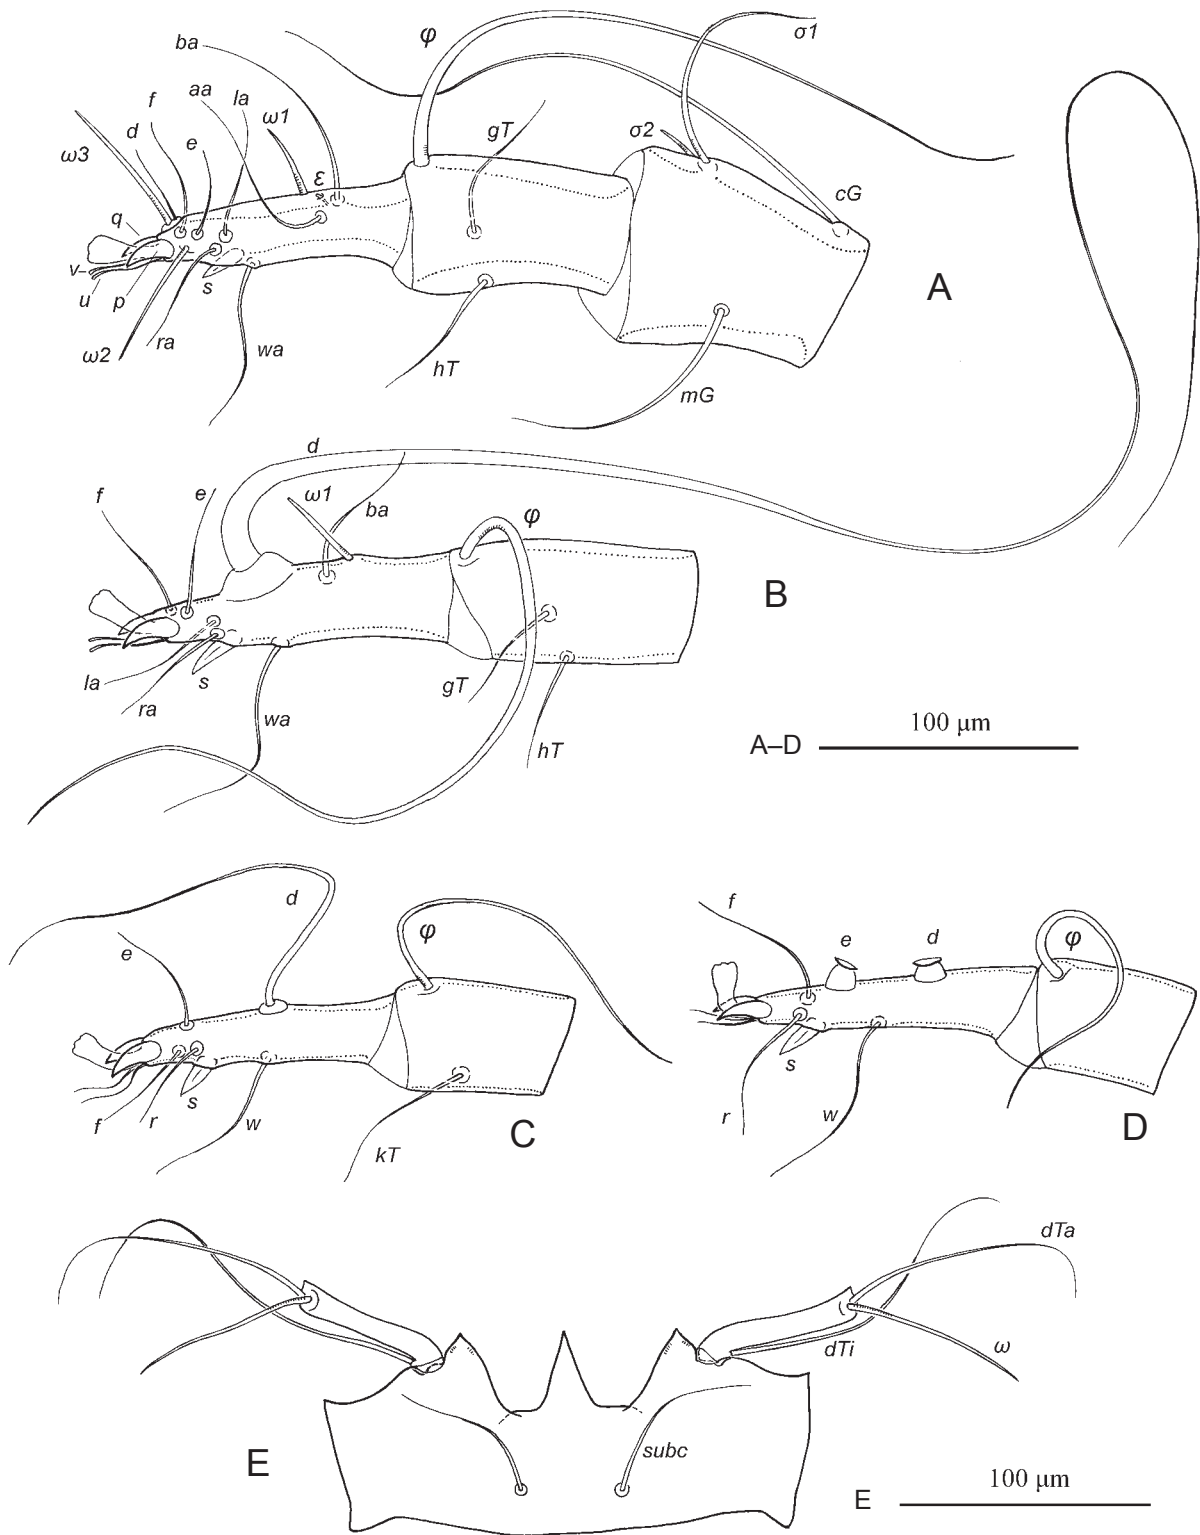 ba
φ
σ1
aa
la
f
ω1
gT
d
σ2
ω3
e
ε
cG
q
A
v
u
p
s
ω2
ra
wa
hT
mG
d
f
e
ω1
ba
φ
B
la
s
gT
ra
wa
hT
100 μm
A–D
d
φ
f
e
d
φ
e
s
f
r
s
r
w
w
C
D
kT
dTa
ω
dTi
subc
E
100 μm
E